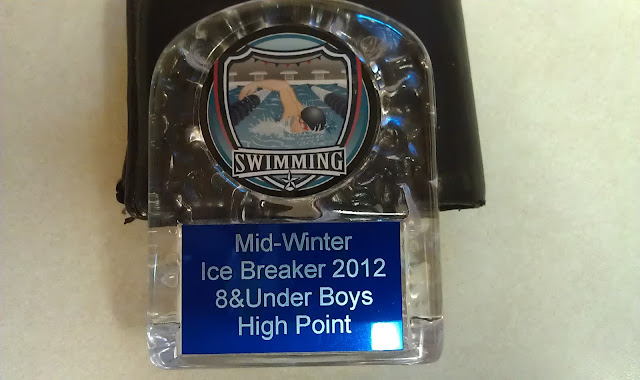 SWIMMING
Mid-Winter
Ice Breaker 2012
8&Under Boys
High Point